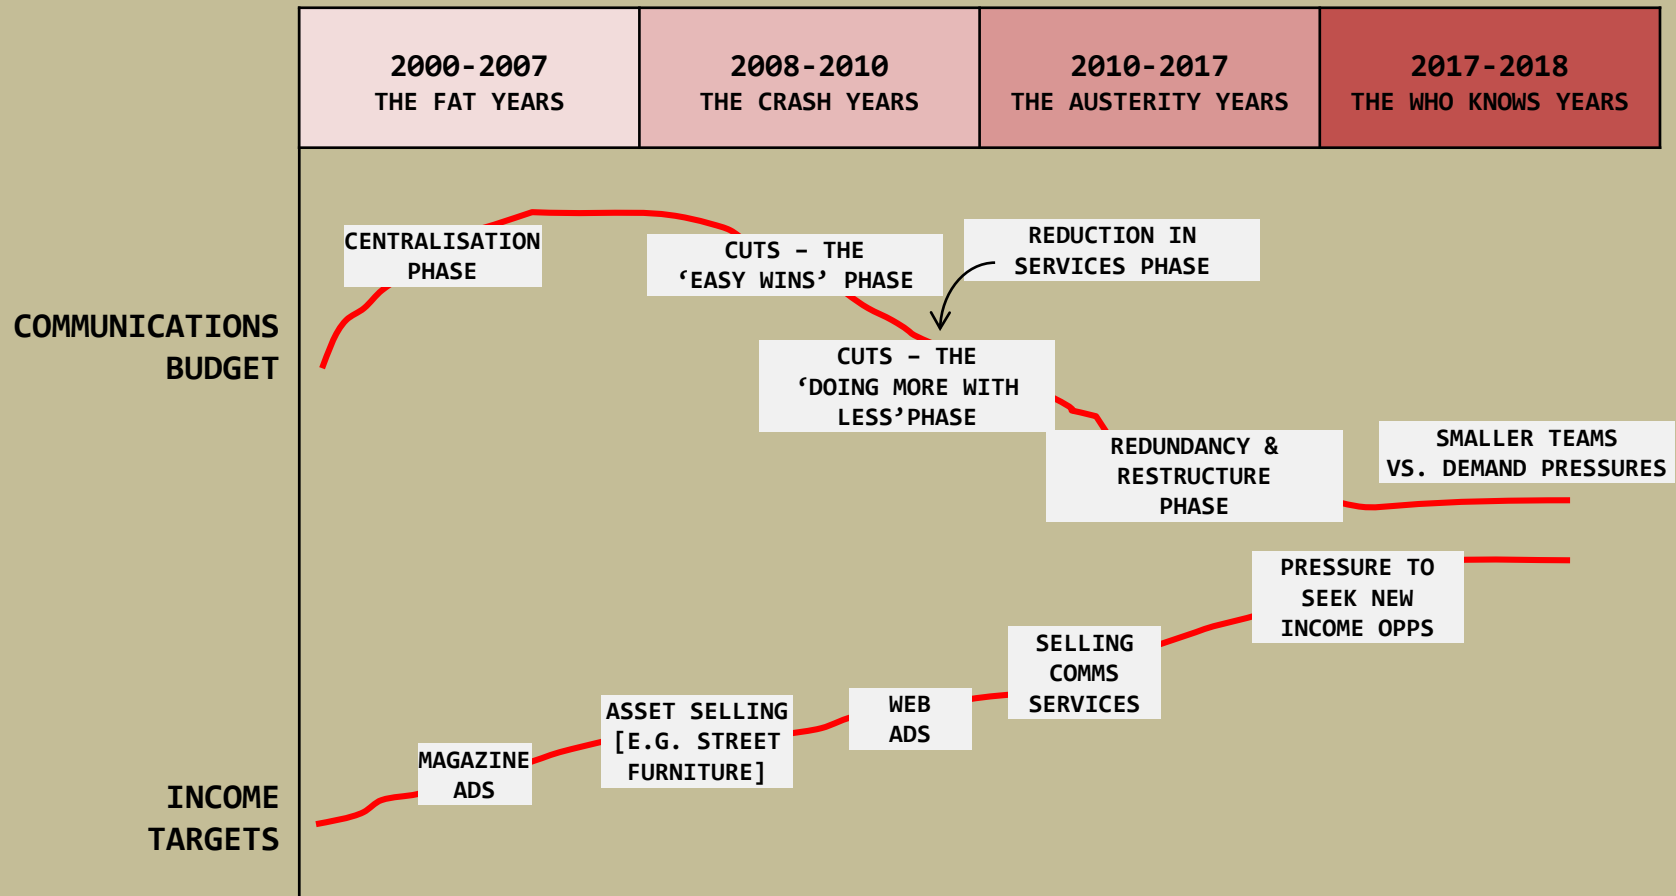 2000-2007
THE FAT YEARS
2008-2010
THE CRASH YEARS
2010-2017
THE AUSTERITY YEARS
2017-2018
THE WHO KNOWS YEARS
COMMUNICATIONS
BUDGET
CENTRALISATION
PHASE
CUTS – THE
‘EASY WINS’ PHASE
REDUCTION IN
SERVICES PHASE
CUTS – THE
‘DOING MORE WITH
LESS’PHASE
REDUNDANCY &
RESTRUCTURE
PHASE
SMALLER TEAMS
VS. DEMAND PRESSURES
INCOME
TARGETS
MAGAZINE
ADS
ASSET SELLING
[E.G. STREET
FURNITURE]
WEB
ADS
SELLING
COMMS
SERVICES
PRESSURE TO
SEEK NEW
INCOME OPPS